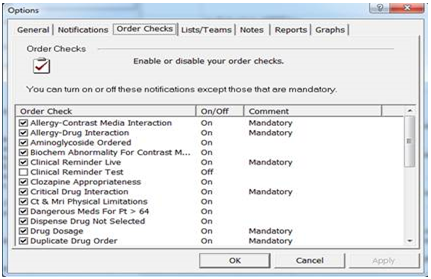 Options
General Notifications Order Checks Lists/Teams Notes Reports Graphs
Order Checks
Enable or disable your order checks.
You can turn on or off these notifications except those that are mandatory.
Order Check On/Off Comment
Allergy-Contrast Media Interaction On Mandatory
Allergy-Drug Interaction On Mandatory
Aminoglycoside Ordered On
Biochem Abnormality For Contrast M... On
Clinical Reminder Live On Mandatory
Clinical Reminder Test Off
Clozapine Appropriateness On
Critical Drug Interaction On Mandatory
Ct & Mri Physical Limitations On
Dangerous Meds For Pt > 64 On
Dispense Drug Not Selected On
Drug Dosage On Mandatory
Duplicate Drug Order On Mandatory
OK Cancel Apply